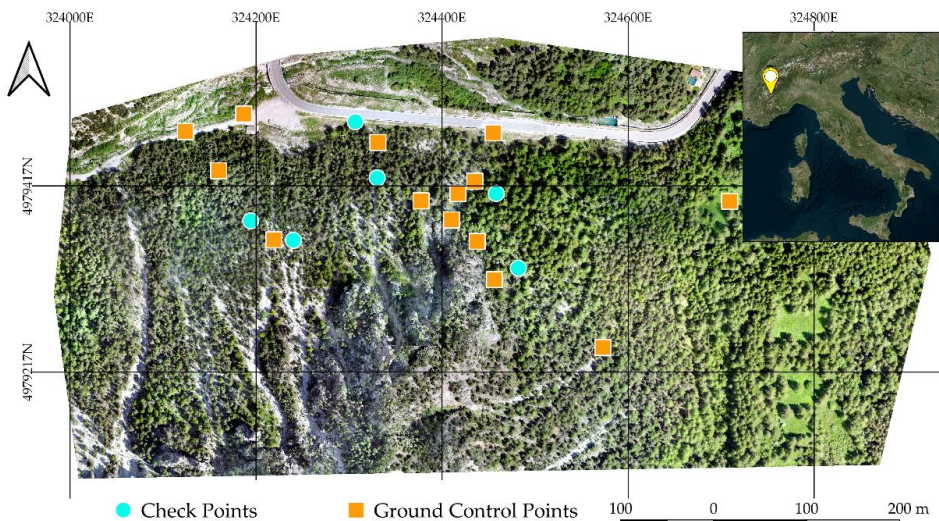 324000E 324200E 324400E 324600E 324800E
4979417N
4979217N
Check Points Ground Control Points 100 0 100 200 m